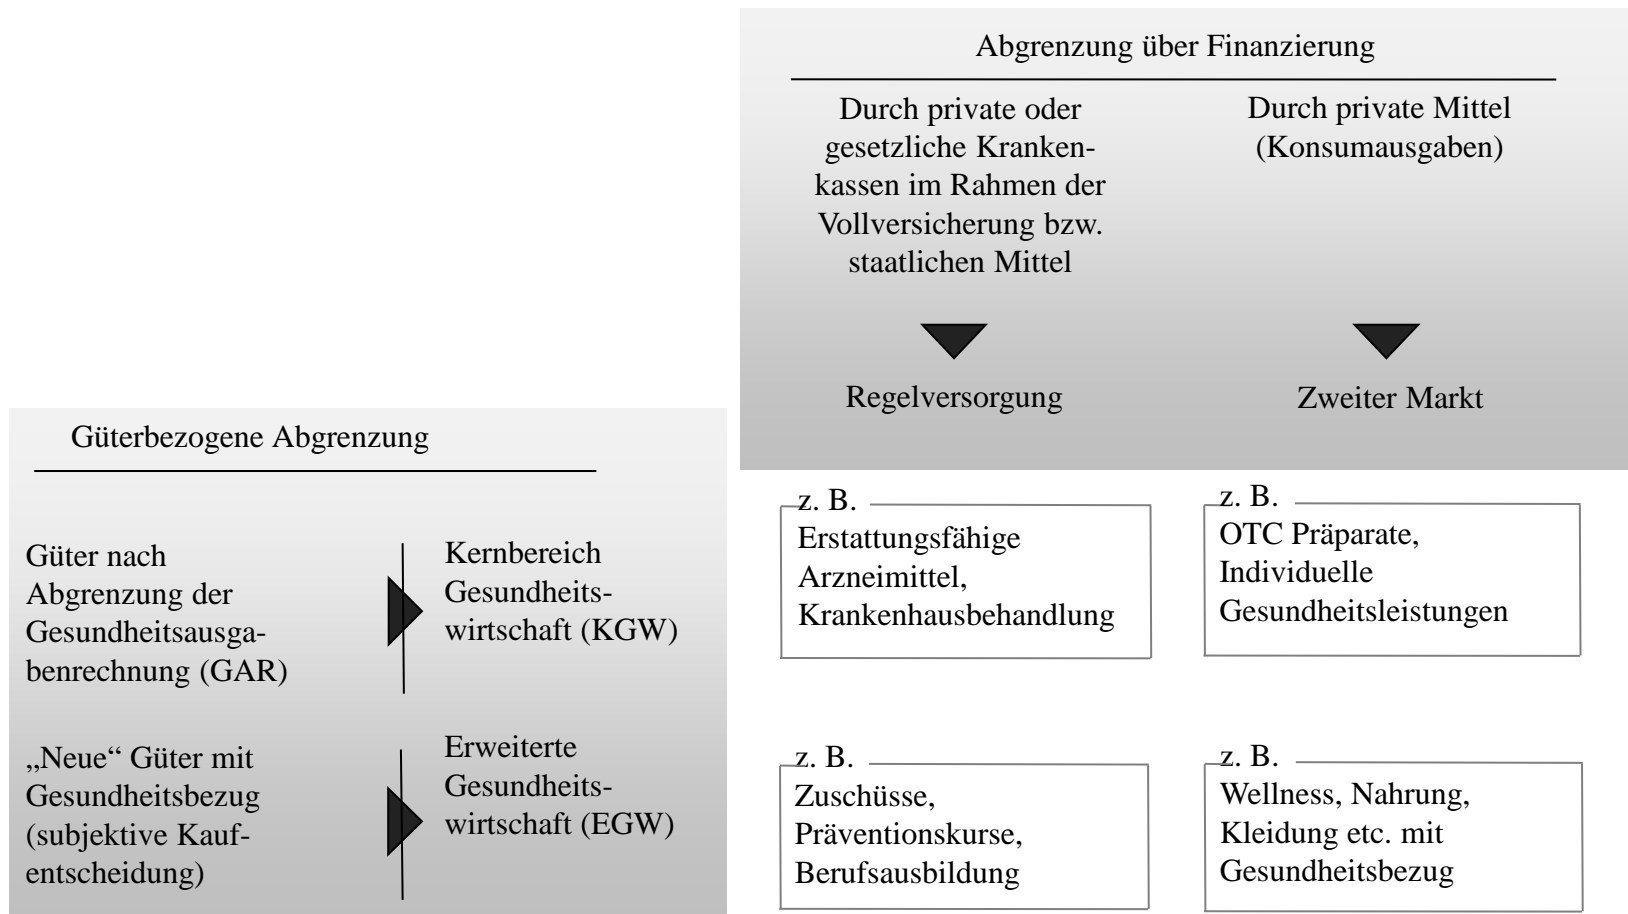 Abgrenzung über Finanzierung
Durch private oder
gesetzliche Kranken-
kassen im Rahmen der
Vollversicherung bzw.
staatlichen Mittel
Durch private Mittel
(Konsumausgaben)
Regelversorgung
Zweiter Markt
Güterbezogene Abgrenzung
Güter nach
Abgrenzung der
Gesundheitsausga-
benrechnung (GAR)
Kernbereich
Gesundheits-
wirtschaft (KGW)
z. B.
Erstattungsfähige
Arzneimittel,
Krankenhausbehandlung
z. B.
OTC Präparate,
Individuelle
Gesundheitsleistungen
„Neue“ Güter mit
Gesundheitsbezug
(subjektive Kauf-
entscheidung)
Erweiterte
Gesundheits-
wirtschaft (EGW)
z. B.
Zuschüsse,
Präventionskurse,
Berufsausbildung
z. B.
Wellness, Nahrung,
Kleidung etc. mit
Gesundheitsbezug